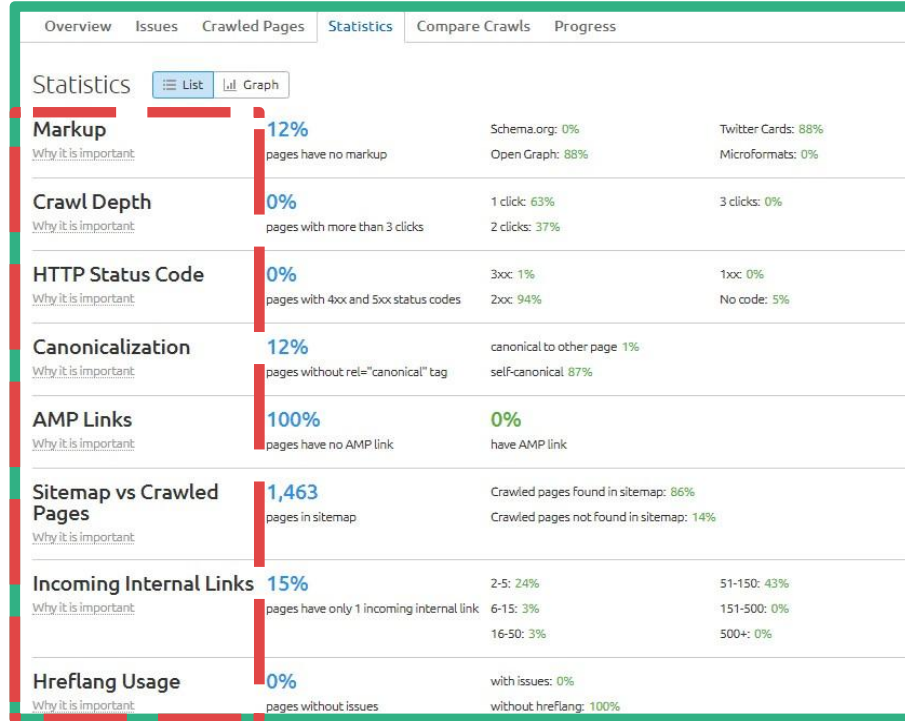 Overview Issues Crawled Pages Statistics Compare Crawls Progress
Statistics List Graph
Markup 12% Schema.org: 0% Twitter Cards: 88%
Why it is important pages have no markup Open Graph: 88% Microformats: 0%
Crawl Depth 0% 1 click: 63% 3 clicks: 0%
Why it is important pages with more than 3 clicks 2 clicks: 37%
HTTP Status Code 0% 3xx: 1% 1xx: 0%
Why it is important pages with 4xx and 5xx status codes 2xx: 94% No code: 5%
Canonicalization 12% canonical to other page 1%
Why it is important pages without rel="canonical" tag self-canonical 87%
AMP Links 100% 0%
Why it is important pages have no AMP link have AMP link
Sitemap vs Crawled 1,463 Crawled pages found in sitemap: 86%
Pages pages in sitemap Crawled pages not found in sitemap: 14%
Why it is important
Incoming Internal Links 15% 2-5: 24% 51-150: 43%
Why it is important pages have only 1 incoming internal link 6-15: 3% 151-500: 0%
16-50: 3% 500+: 0%
Hreflang Usage 0% with issues: 0%
Why it is important pages without issues without hreflang: 100%